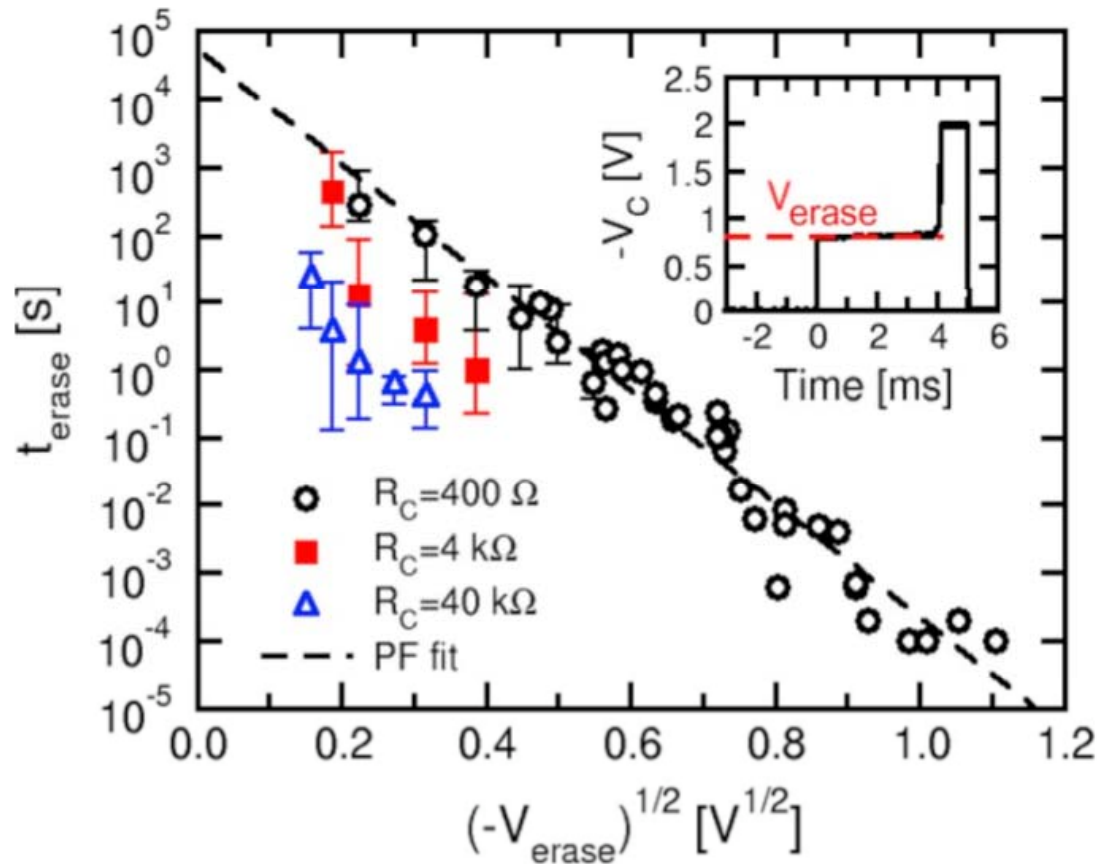 10^5
10^4
10^3
10^2
10^1
10^0
10^-1
10^-2
10^-3
10^-4
10^-5
t_erase [s]
0.0 0.2 0.4 0.6 0.8 1.0 1.2
(-V_erase)^1/2 [V^1/2]
R_C=400 Ω
R_C=4 kΩ
R_C=40 kΩ
PF fit
2.5
2
1.5
1
0.5
0
-V_C [V]
V_erase
-2 0 2 4 6
Time [ms]